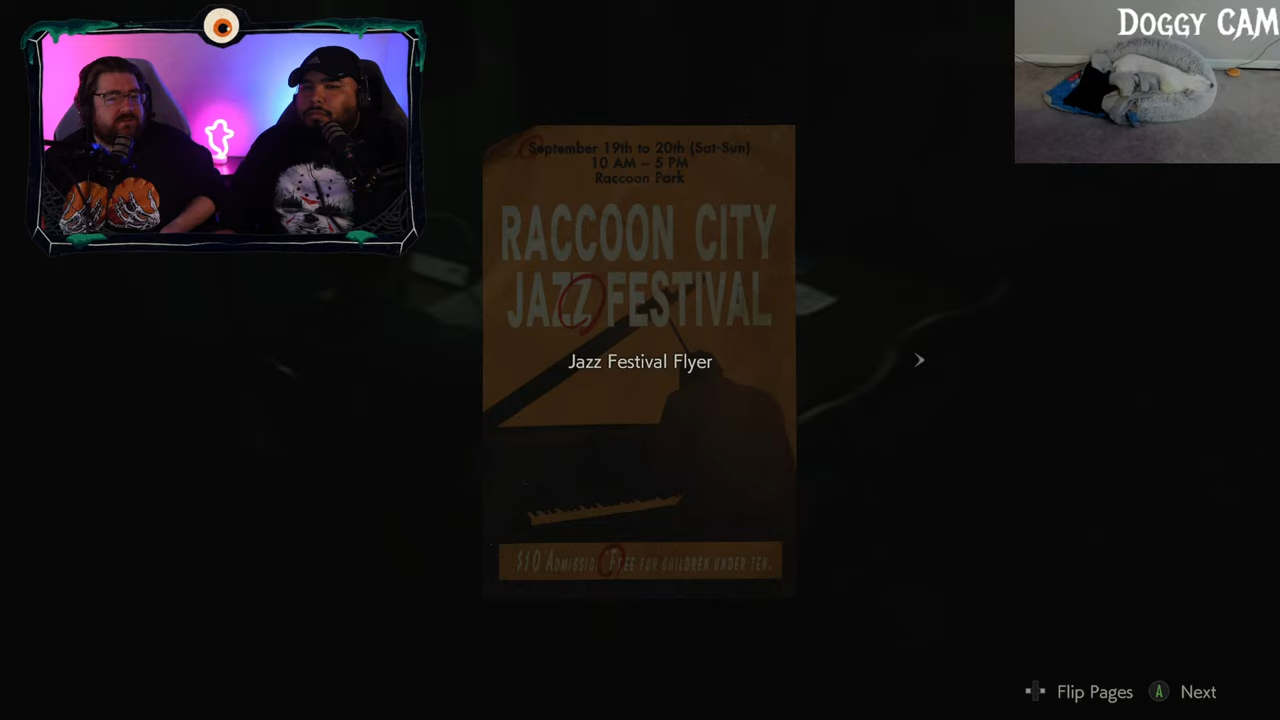 Doggy CAM
September 19th to 20th (Sat-Sun)
10 AM – 5 PM
Raccoon Park
RACCOON CITY
JAZZ FESTIVAL
Jazz Festival Flyer
$10 Admissio Free for children under ten.
Flip Pages A Next